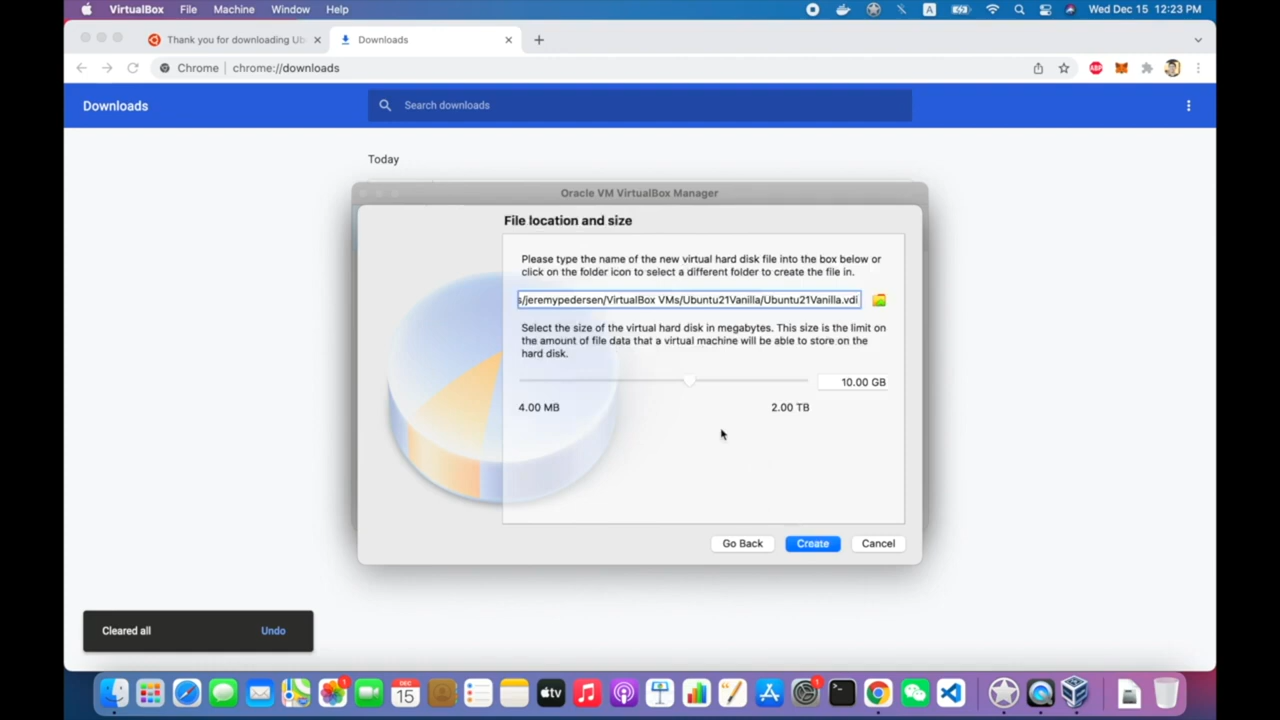 VirtualBox File Machine Window Help A Wed Dec 15 12:23 PM
Thank you for downloading Ub Downloads
Chrome chrome://downloads ABP
Downloads Search downloads
Today
Oracle VM VirtualBox Manager
File location and size
Please type the name of the new virtual hard disk file into the box below or
click on the folder icon to select a different folder to create the file in.
s/jeremypedersen/VirtualBox VMs/Ubuntu21Vanilla/Ubuntu21Vanilla.vdi
Select the size of the virtual hard disk in megabytes. This size is the limit on
the amount of file data that a virtual machine will be able to store on the
hard disk.
10.00 GB
4.00 MB 2.00 TB
Go Back Create Cancel
Cleared all Undo
1 DEC 15 tv 1